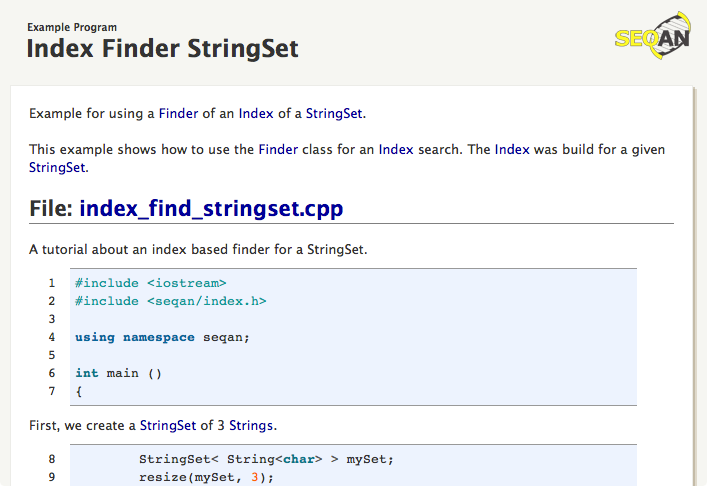 Example Program
Index Finder StringSet
SEQAN
Example for using a Finder of an Index of a StringSet.
This example shows how to use the Finder class for an Index search. The Index was build for a given
StringSet.
File: index_find_stringset.cpp
A tutorial about an index based finder for a StringSet.
1 #include <iostream>
2 #include <seqan/index.h>
3
4 using namespace seqan;
5
6 int main ()
7 {
First, we create a StringSet of 3 Strings.
8 StringSet< String<char> > mySet;
9 resize(mySet, 3);